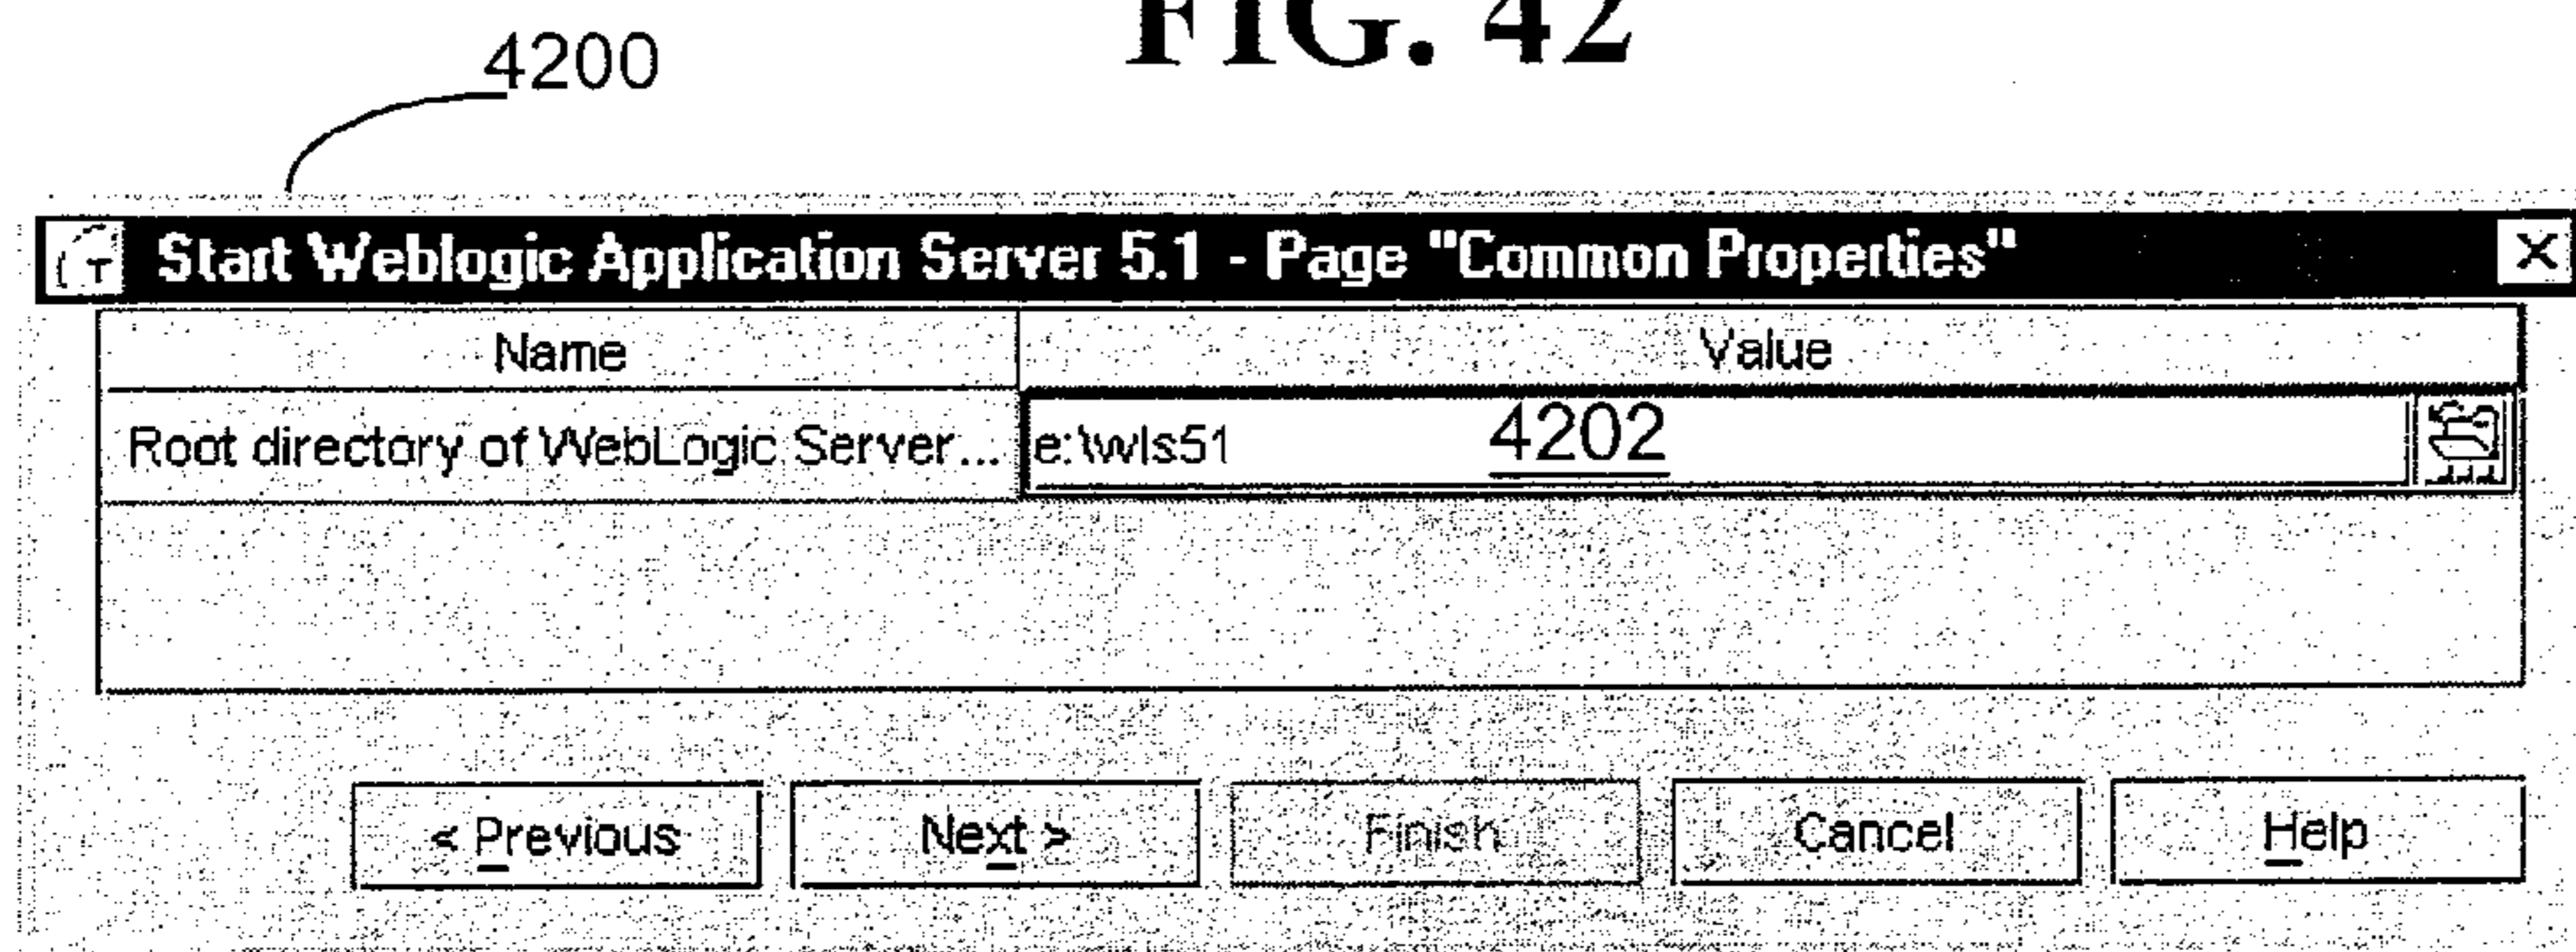 FIG. 42
4200
Start Weblogic Application Server 5.1 - Page "Common Properties"
Name Value
Root directory of WebLogic Server... e:\wls51 4202
< Previous Next > Finish Cancel Help